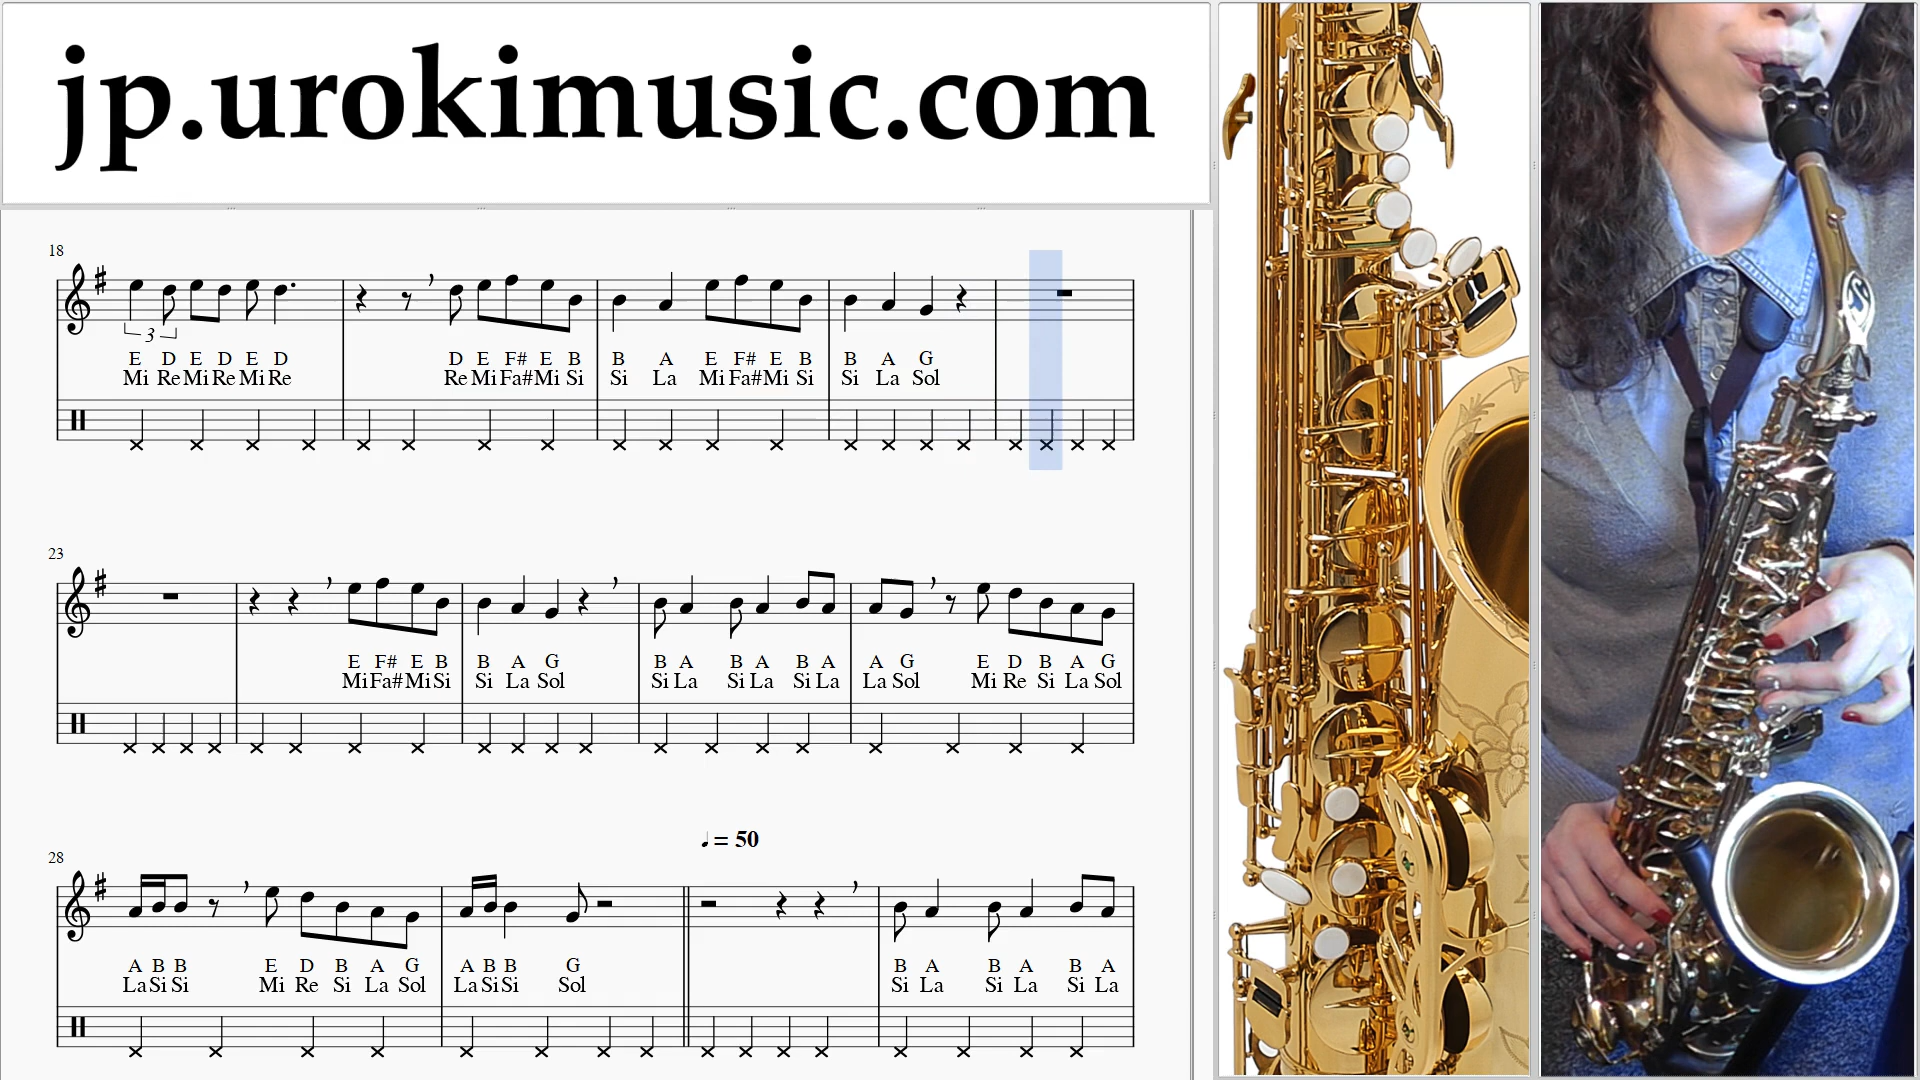 jp.urokimusic.com
18
3
E D E D E D D E F# E B B A E F# E B B A G
Mi Re Mi Re Mi Re Re Mi Fa# Mi Si Si La Mi Fa# Mi Si Si La Sol
23
E F# E B B A G B A B A B A A G E D B A G
Mi Fa# Mi Si Si La Sol Si La Si La Si La La Sol Mi Re Si La Sol
♩ = 50
28
A B B E D B A G A B B G B A B A B A
La Si Si Mi Re Si La Sol La Si Si Sol Si La Si La Si La